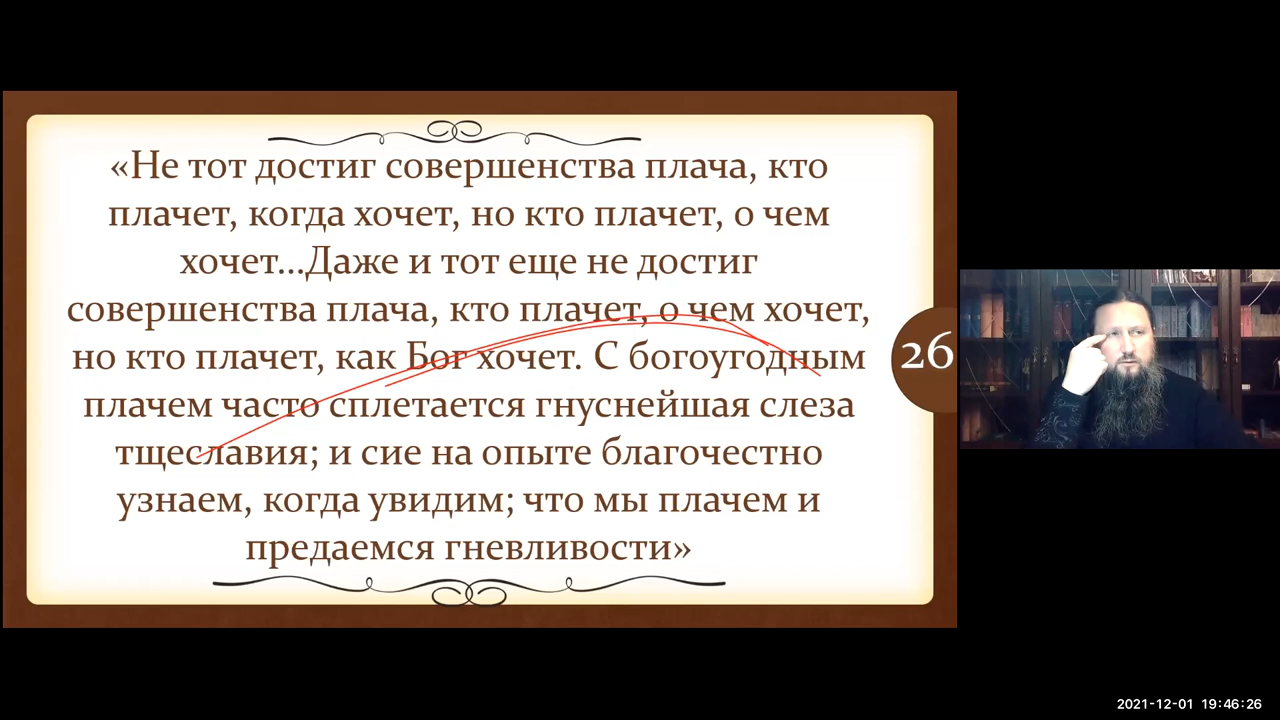 «Не тот достиг совершенства плача, кто
плачет, когда хочет, но кто плачет, о чем
хочет...Даже и тот еще не достиг
совершенства плача, кто плачет, о чем хочет,
но кто плачет, как Бог хочет. С богоугодным
плачем часто сплетается гнуснейшая слеза
тщеславия; и сие на опыте благочестно
узнаем, когда увидим; что мы плачем и
предаемся гневливости»
26
2021-12-01 19:46:26